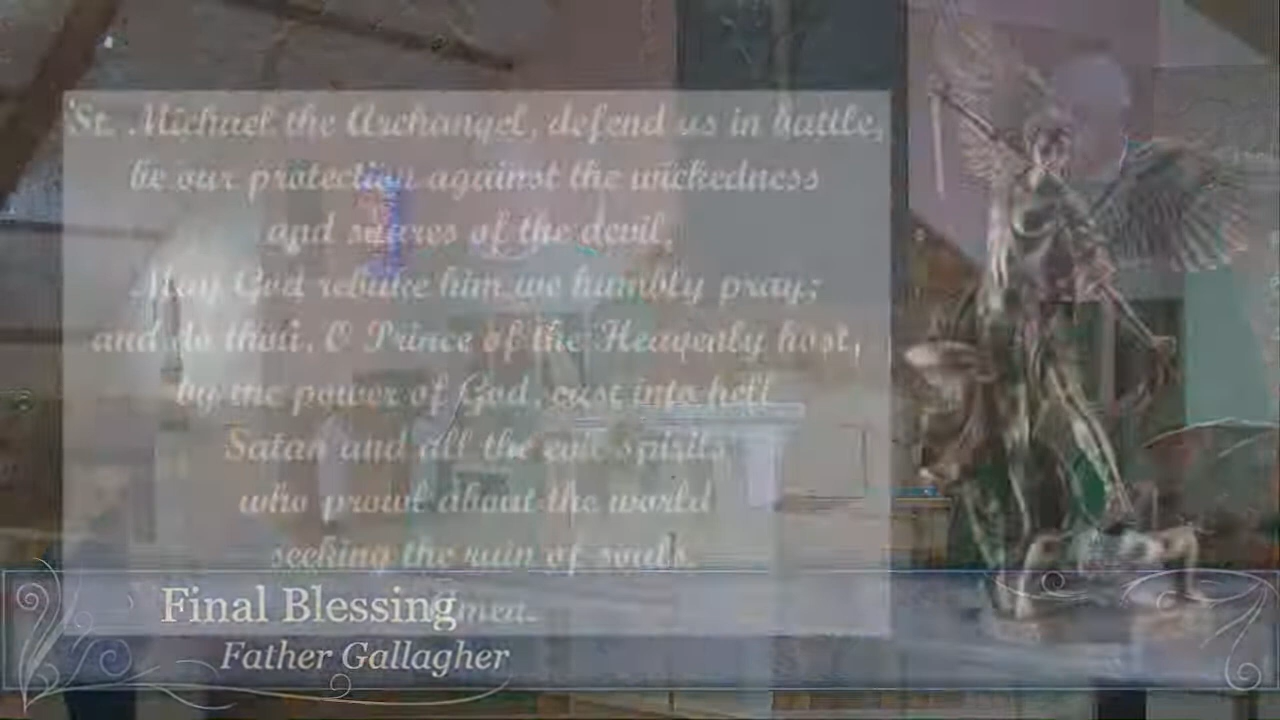 St. Michael the Archangel, defend us in battle,
be our protection against the wickedness
and snares of the devil.
May God rebuke him we humbly pray;
and do thou, O Prince of the Heavenly host,
by the power of God, cast into hell
Satan and all the evil spirits
who prowl about the world
seeking the ruin of souls.
Amen.
Final Blessing
Father Gallagher